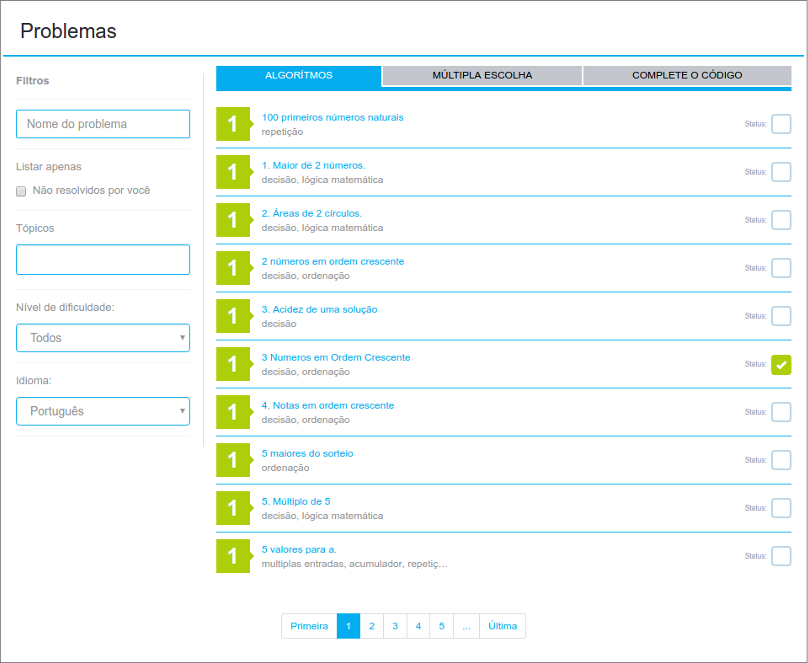 Problemas
Filtros
Nome do problema
Listar apenas
Não resolvidos por você
Tópicos
Nível de dificuldade:
Todos
Idioma:
Português
ALGORÍTMOS
MÚLTIPLA ESCOLHA
COMPLETE O CÓDIGO
1
100 primeiros números naturais
repetição
Status:
1
1. Maior de 2 números.
decisão, lógica matemática
Status:
1
2. Áreas de 2 círculos.
decisão, lógica matemática
Status:
1
2 números em ordem crescente
decisão, ordenação
Status:
1
3. Acidez de uma solução
decisão
Status:
1
3 Numeros em Ordem Crescente
decisão, ordenação
Status:
1
4. Notas em ordem crescente
decisão, ordenação
Status:
1
5 maiores do sorteio
ordenação
Status:
1
5. Múltiplo de 5
decisão, lógica matemática
Status:
1
5 valores para a.
multiplas entradas, acumulador, repetiç...
Status:
Primeira 1 2 3 4 5 ... Última